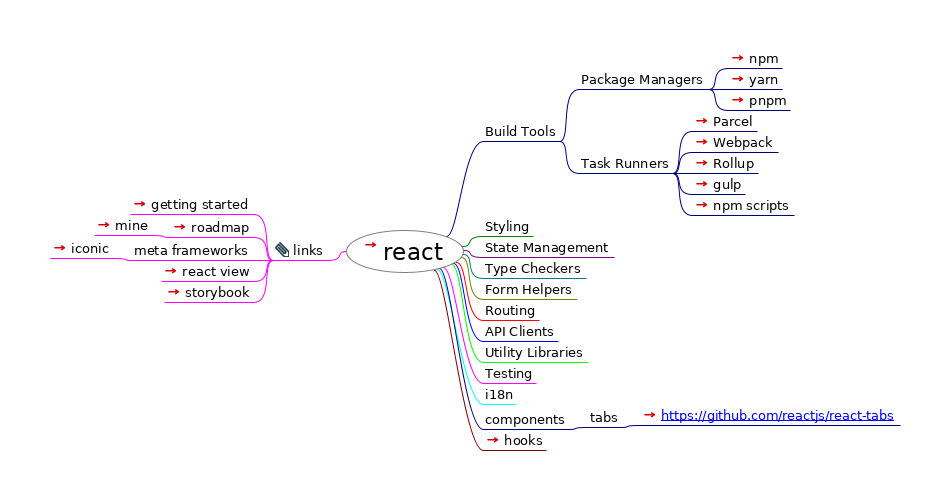 react
Build Tools
Package Managers
npm
yarn
pnpm
Task Runners
Parcel
Webpack
Rollup
gulp
npm scripts
Styling
State Management
Type Checkers
Form Helpers
Routing
API Clients
Utility Libraries
Testing
i18n
components
tabs
https://github.com/reactjs/react-tabs
hooks
links
getting started
roadmap
mine
meta frameworks
iconic
react view
storybook